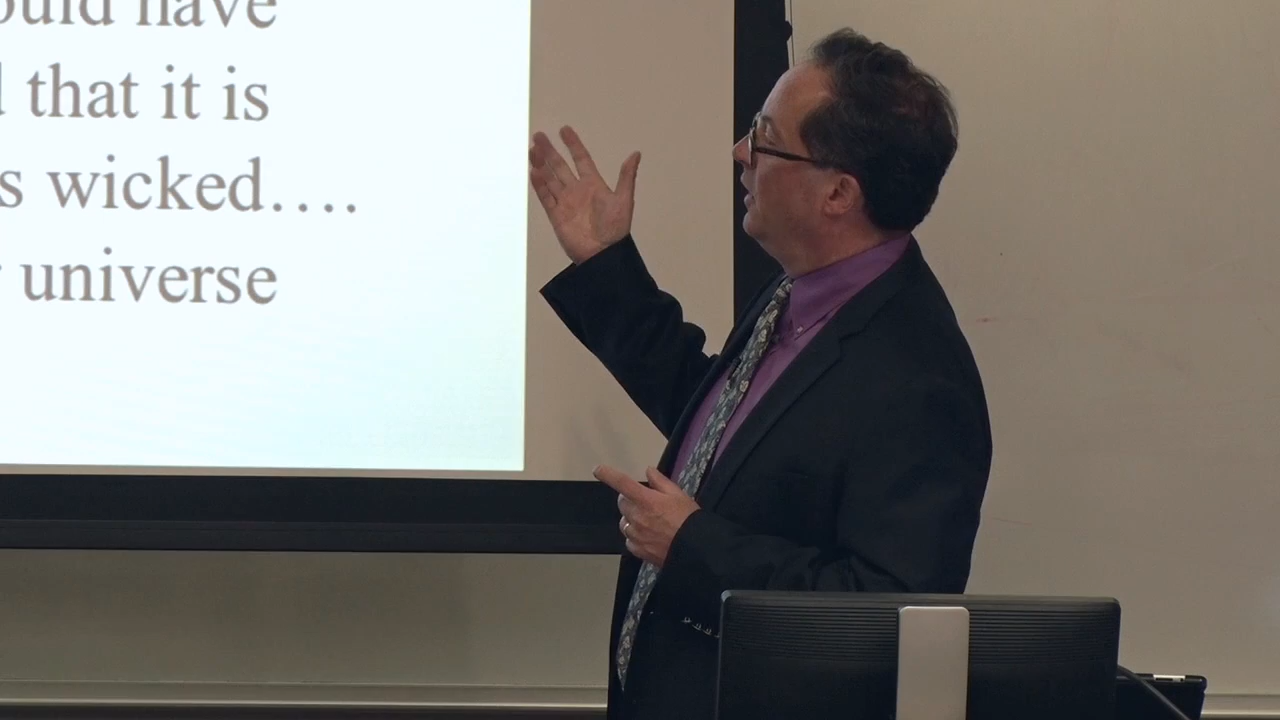 ould have
that it is
s wicked....
universe